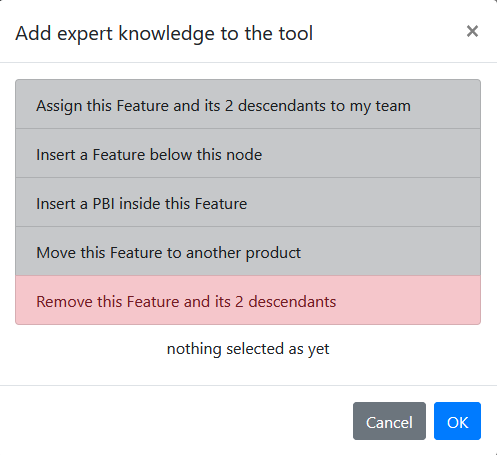 Add expert knowledge to the tool
×
Assign this Feature and its 2 descendants to my team
Insert a Feature below this node
Insert a PBI inside this Feature
Move this Feature to another product
Remove this Feature and its 2 descendants
nothing selected as yet
Cancel
OK